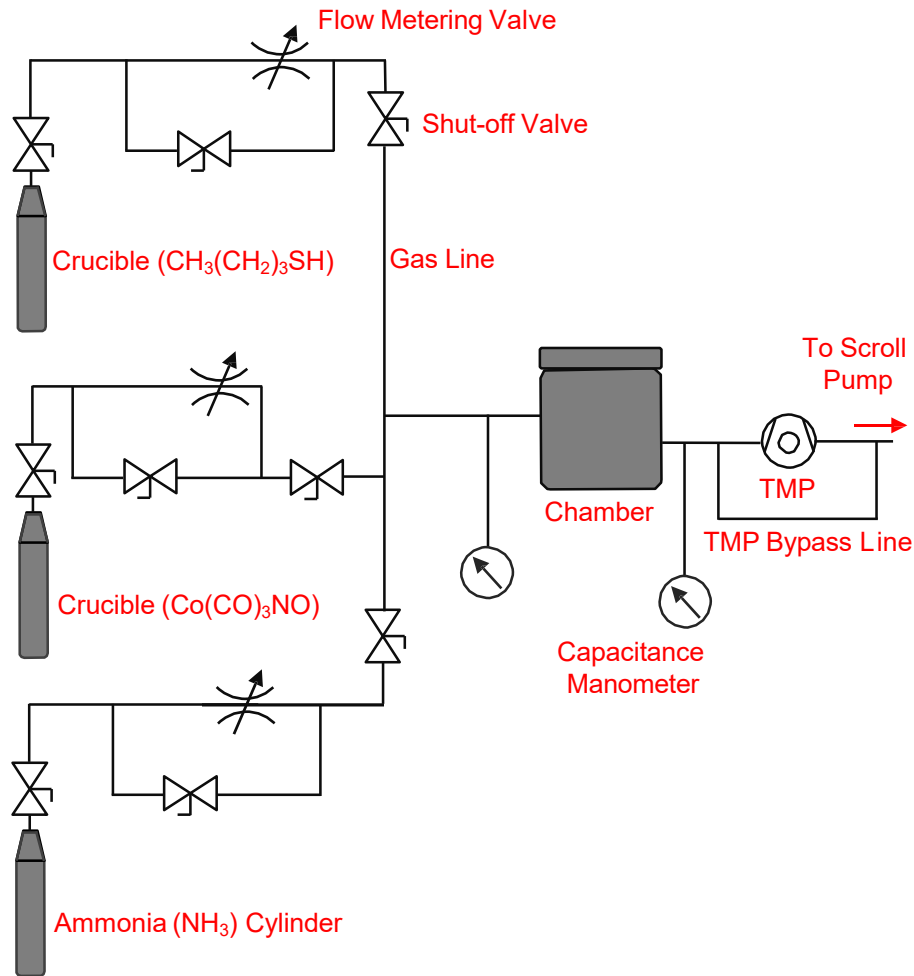 Flow Metering Valve
Shut-off Valve
Crucible (CH₃(CH₂)₃SH)
Gas Line
To Scroll
Pump
TMP
Chamber
TMP Bypass Line
Crucible (Co(CO)₃NO)
Capacitance
Manometer
Ammonia (NH₃) Cylinder